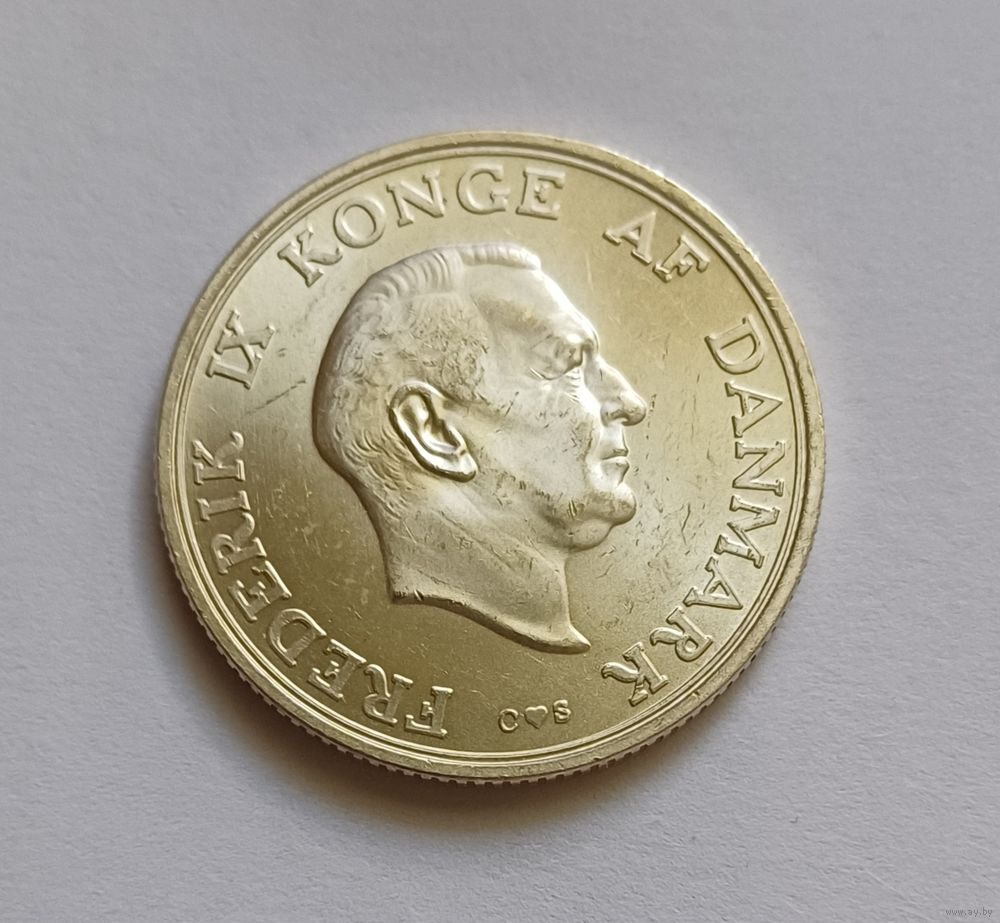 FREDERIK IX KONGE AF DANMARK
C♥S
www.ay.by